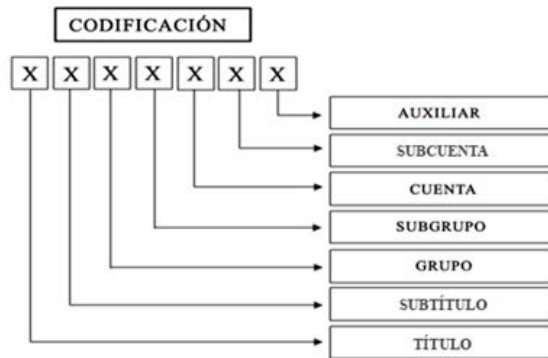 CODIFICACIÓN
X X X X X X X
AUXILIAR
SUBCUENTA
CUENTA
SUBGRUPO
GRUPO
SUBTÍTULO
TÍTULO